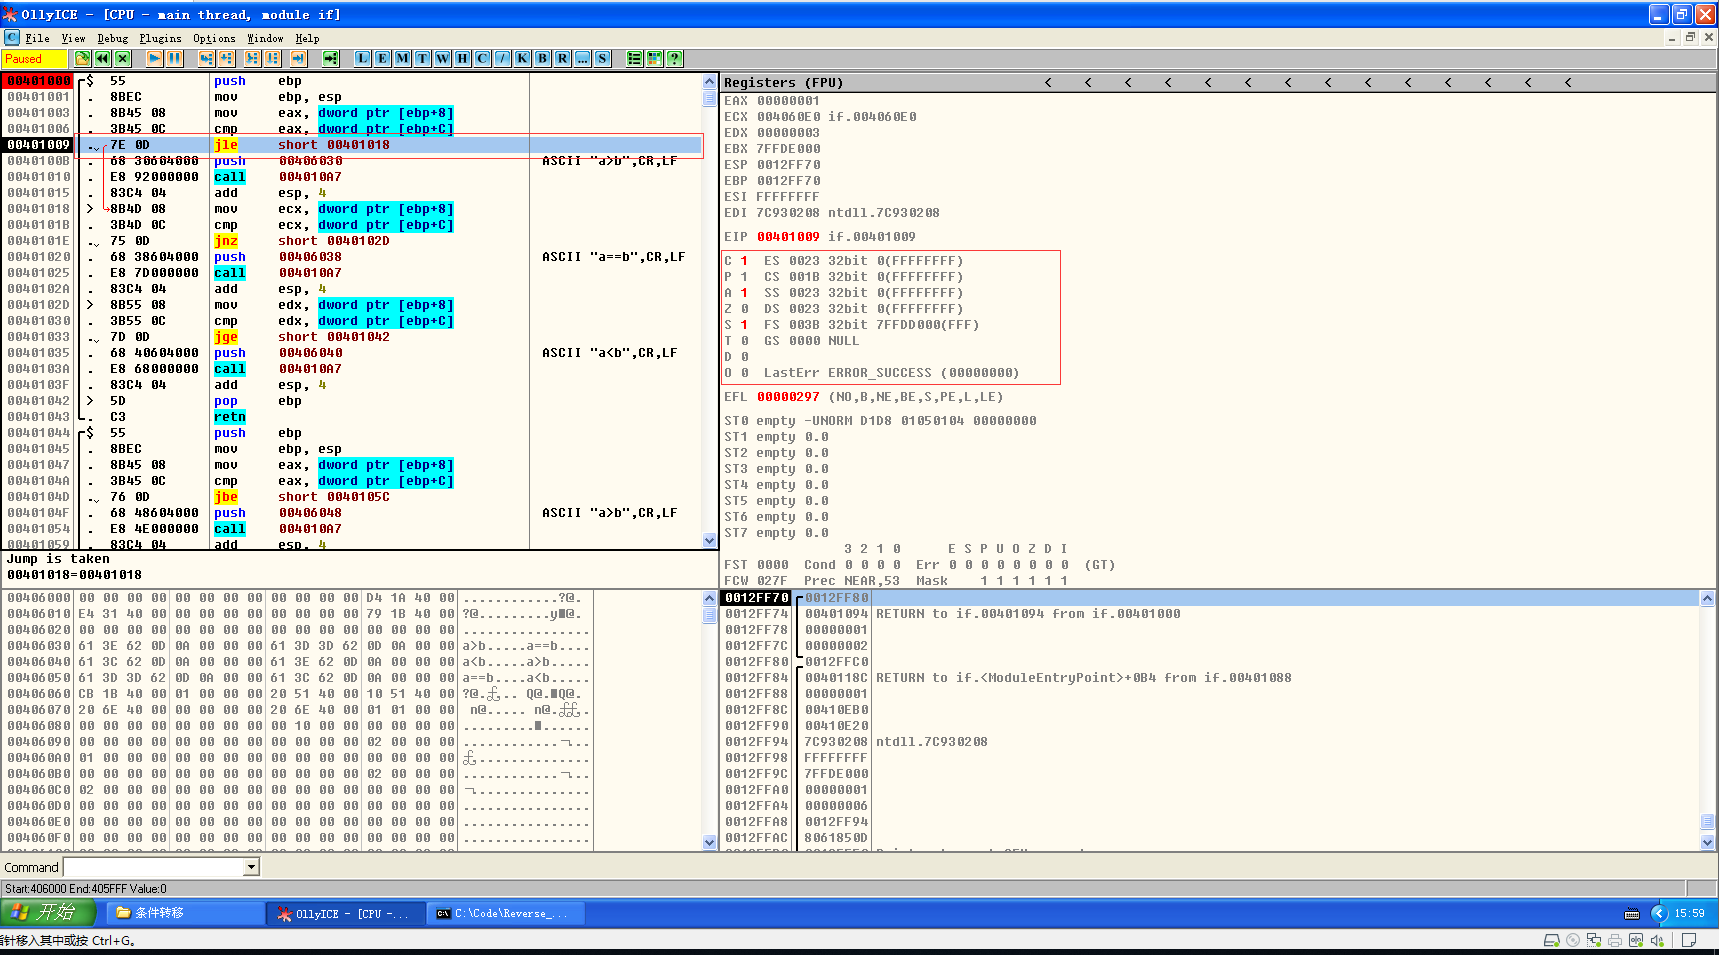 OllyICE - [CPU - main thread, module if]
C File View Debug Plugins Options Window Help
Paused L E M T W H C / K B R ... S ?
00401000 $ 55 push ebp
00401001 . 8BEC mov ebp, esp
00401003 . 8B45 08 mov eax, dword ptr [ebp+8]
00401006 . 3B45 0C cmp eax, dword ptr [ebp+C]
00401009 . 7E 0D jle short 00401018
0040100B . 68 30604000 push 00406030 ASCII "a>b",CR,LF
00401010 . E8 92000000 call 004010A7
00401015 . 83C4 04 add esp, 4
00401018 > 8B4D 08 mov ecx, dword ptr [ebp+8]
0040101B . 3B4D 0C cmp ecx, dword ptr [ebp+C]
0040101E . 75 0D jnz short 0040102D
00401020 . 68 38604000 push 00406038 ASCII "a==b",CR,LF
00401025 . E8 7D000000 call 004010A7
0040102A . 83C4 04 add esp, 4
0040102D > 8B55 08 mov edx, dword ptr [ebp+8]
00401030 . 3B55 0C cmp edx, dword ptr [ebp+C]
00401033 . 7D 0D jge short 00401042
00401035 . 68 40604000 push 00406040 ASCII "a<b",CR,LF
0040103A . E8 68000000 call 004010A7
0040103F . 83C4 04 add esp, 4
00401042 > 5D pop ebp
00401043 . C3 retn
00401044 $ 55 push ebp
00401045 . 8BEC mov ebp, esp
00401047 . 8B45 08 mov eax, dword ptr [ebp+8]
0040104A . 3B45 0C cmp eax, dword ptr [ebp+C]
0040104D . 76 0D jbe short 0040105C
0040104F . 68 48604000 push 00406048 ASCII "a>b",CR,LF
00401054 . E8 4E000000 call 004010A7
00401059 . 83C4 04 add esp, 4
Jump is taken
00401018=00401018
Registers (FPU) < < < < < < < < < < < < < <
EAX 00000001
ECX 004060E0 if.004060E0
EDX 00000003
EBX 7FFDE000
ESP 0012FF70
EBP 0012FF70
ESI FFFFFFFF
EDI 7C930208 ntdll.7C930208
EIP 00401009 if.00401009
C 1 ES 0023 32bit 0(FFFFFFFF)
P 1 CS 001B 32bit 0(FFFFFFFF)
A 1 SS 0023 32bit 0(FFFFFFFF)
Z 0 DS 0023 32bit 0(FFFFFFFF)
S 1 FS 003B 32bit 7FFDD000(FFF)
T 0 GS 0000 NULL
D 0
O 0 LastErr ERROR_SUCCESS (00000000)
EFL 00000297 (NO,B,NE,BE,S,PE,L,LE)
ST0 empty -UNORM D1D8 01050104 00000000
ST1 empty 0.0
ST2 empty 0.0
ST3 empty 0.0
ST4 empty 0.0
ST5 empty 0.0
ST6 empty 0.0
ST7 empty 0.0
3 2 1 0 E S P U O Z D I
FST 0000 Cond 0 0 0 0 Err 0 0 0 0 0 0 0 0 (GT)
FCW 027F Prec NEAR,53 Mask 1 1 1 1 1 1
00406000 00 00 00 00 00 00 00 00 00 00 00 00 D4 1A 40 00 ............?@.
00406010 E4 31 40 00 00 00 00 00 00 00 00 00 79 1B 40 00 ?@.........y■@.
00406020 00 00 00 00 00 00 00 00 00 00 00 00 00 00 00 00 ................
00406030 61 3E 62 0D 0A 00 00 00 61 3D 3D 62 0D 0A 00 00 a>b.....a==b....
00406040 61 3C 62 0D 0A 00 00 00 61 3E 62 0D 0A 00 00 00 a<b.....a>b.....
00406050 61 3D 3D 62 0D 0A 00 00 61 3C 62 0D 0A 00 00 00 a==b....a<b.....
00406060 CB 1B 40 00 01 00 00 00 20 51 40 00 10 51 40 00 ?@.... Q@.■Q@.
00406070 20 6E 40 00 00 00 00 00 20 6E 40 00 01 01 00 00 n@..... n@...
00406080 00 00 00 00 00 00 00 00 00 10 00 00 00 00 00 00 .........■......
00406090 00 00 00 00 00 00 00 00 00 00 00 00 02 00 00 00 ............¬...
004060A0 01 00 00 00 00 00 00 00 00 00 00 00 00 00 00 00 ...............
004060B0 00 00 00 00 00 00 00 00 00 00 00 00 02 00 00 00 ............¬...
004060C0 02 00 00 00 00 00 00 00 00 00 00 00 00 00 00 00 ¬...............
004060D0 00 00 00 00 00 00 00 00 00 00 00 00 00 00 00 00 ................
004060E0 00 00 00 00 00 00 00 00 00 00 00 00 00 00 00 00 ................
004060F0 00 00 00 00 00 00 00 00 00 00 00 00 00 00 00 00 ................
0012FF70 0012FF80
0012FF74 00401094 RETURN to if.00401094 from if.00401000
0012FF78 00000001
0012FF7C 00000002
0012FF80 0012FFC0
0012FF84 0040118C RETURN to if.<ModuleEntryPoint>+0B4 from if.00401088
0012FF88 00000001
0012FF8C 00410EB0
0012FF90 00410E20
0012FF94 7C930208 ntdll.7C930208
0012FF98 FFFFFFFF
0012FF9C 7FFDE000
0012FFA0 00000001
0012FFA4 00000006
0012FFA8 0012FF94
0012FFAC 8061850D
Command
Start:406000 End:405FFF Value:0
开始 条件转移 OllyICE - [CPU -... C:\Code\Reverse_... 15:59
指针移入其中或按 Ctrl+G。